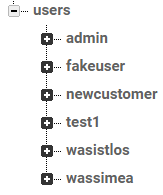 users
admin
fakeuser
newcustomer
test1
wasistlos
wassimea